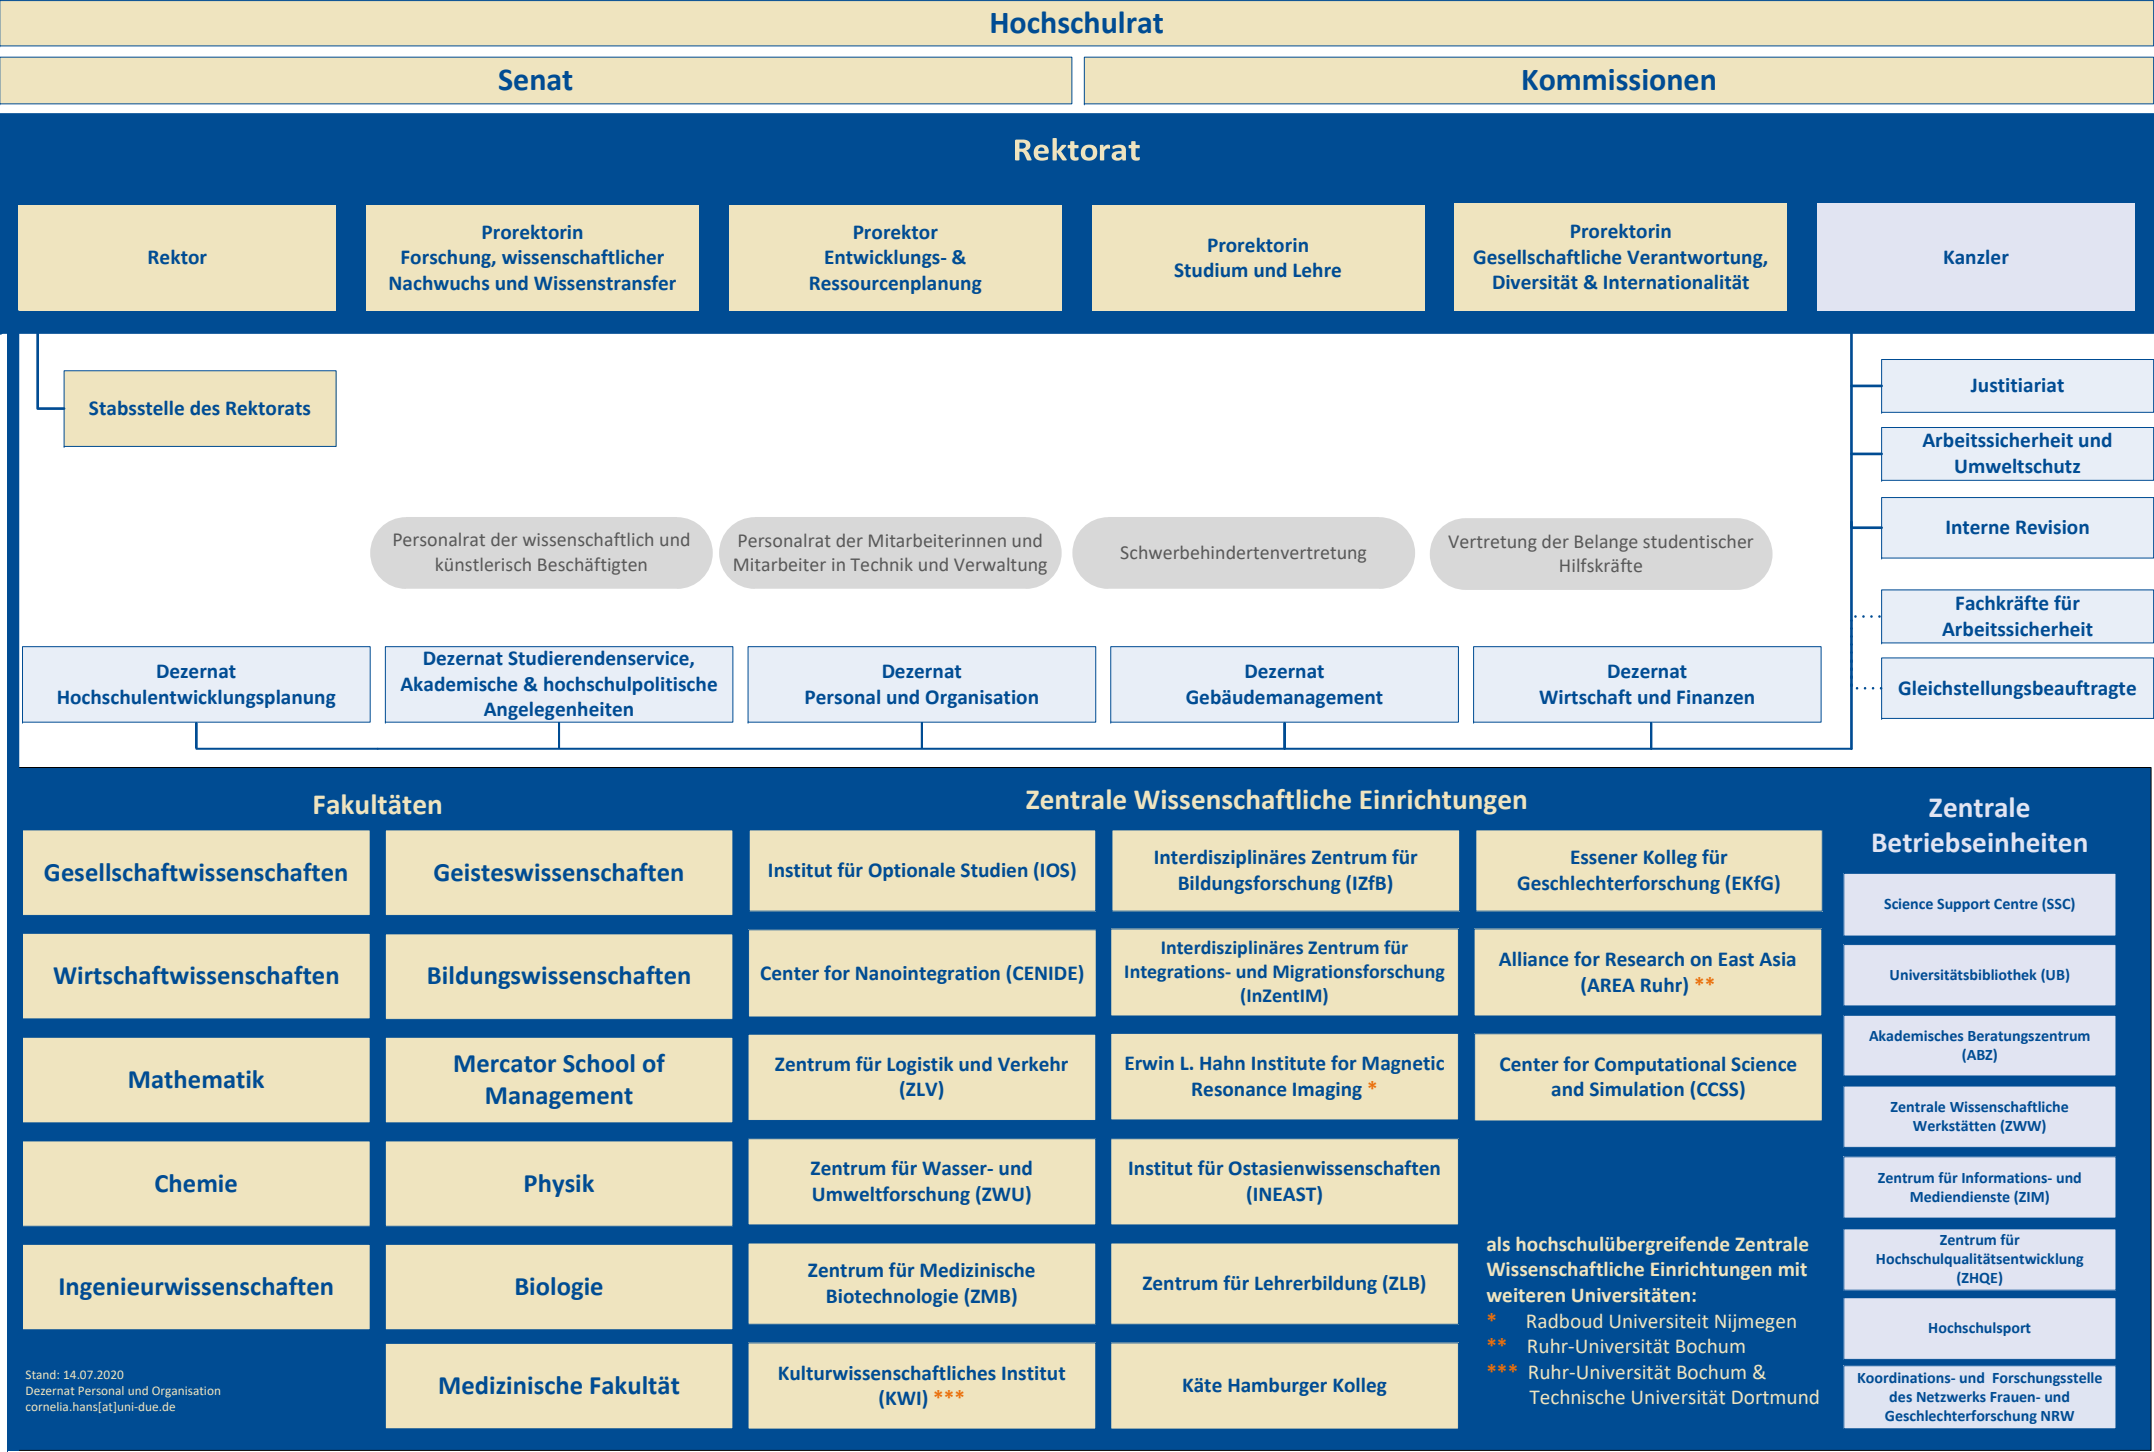 Hochschulrat
Senat
Kommissionen
Rektorat
Rektor
Prorektorin
Forschung, wissenschaftlicher
Nachwuchs und Wissenstransfer
Prorektor
Entwicklungs- &
Ressourcenplanung
Prorektorin
Studium und Lehre
Prorektorin
Gesellschaftliche Verantwortung,
Diversität & Internationalität
Kanzler
Stabsstelle des Rektorats
Justitiariat
Arbeitssicherheit und
Umweltschutz
Interne Revision
Fachkräfte für
Arbeitssicherheit
Gleichstellungsbeauftragte
Personalrat der wissenschaftlich und
künstlerisch Beschäftigten
Personalrat der Mitarbeiterinnen und
Mitarbeiter in Technik und Verwaltung
Schwerbehindertenvertretung
Vertretung der Belange studentischer
Hilfskräfte
Dezernat
Hochschulentwicklungsplanung
Dezernat Studierendenservice,
Akademische & hochschulpolitische
Angelegenheiten
Dezernat
Personal und Organisation
Dezernat
Gebäudemanagement
Dezernat
Wirtschaft und Finanzen
Fakultäten
Gesellschaftwissenschaften
Geisteswissenschaften
Wirtschaftwissenschaften
Bildungswissenschaften
Mathematik
Mercator School of
Management
Chemie
Physik
Ingenieurwissenschaften
Biologie
Medizinische Fakultät
Stand: 14.07.2020
Dezernat Personal und Organisation
cornelia.hans[at]uni-due.de
Zentrale Wissenschaftliche Einrichtungen
Institut für Optionale Studien (IOS)
Interdisziplinäres Zentrum für
Bildungsforschung (IZfB)
Essener Kolleg für
Geschlechterforschung (EKfG)
Center for Nanointegration (CENIDE)
Interdisziplinäres Zentrum für
Integrations- und Migrationsforschung
(InZentIM)
Alliance for Research on East Asia
(AREA Ruhr) **
Zentrum für Logistik und Verkehr
(ZLV)
Erwin L. Hahn Institute for Magnetic
Resonance Imaging *
Center for Computational Science
and Simulation (CCSS)
Zentrum für Wasser- und
Umweltforschung (ZWU)
Institut für Ostasienwissenschaften
(INEAST)
Zentrum für Medizinische
Biotechnologie (ZMB)
Zentrum für Lehrerbildung (ZLB)
Kulturwissenschaftliches Institut
(KWI) ***
Käte Hamburger Kolleg
als hochschulübergreifende Zentrale
Wissenschaftliche Einrichtungen mit
weiteren Universitäten:
* Radboud Universiteit Nijmegen
** Ruhr-Universität Bochum
*** Ruhr-Universität Bochum &
Technische Universität Dortmund
Zentrale
Betriebseinheiten
Science Support Centre (SSC)
Universitätsbibliothek (UB)
Akademisches Beratungszentrum
(ABZ)
Zentrale Wissenschaftliche
Werkstätten (ZWW)
Zentrum für Informations- und
Mediendienste (ZIM)
Zentrum für
Hochschulqualitätsentwicklung
(ZHQE)
Hochschulsport
Koordinations- und Forschungsstelle
des Netzwerks Frauen- und
Geschlechterforschung NRW